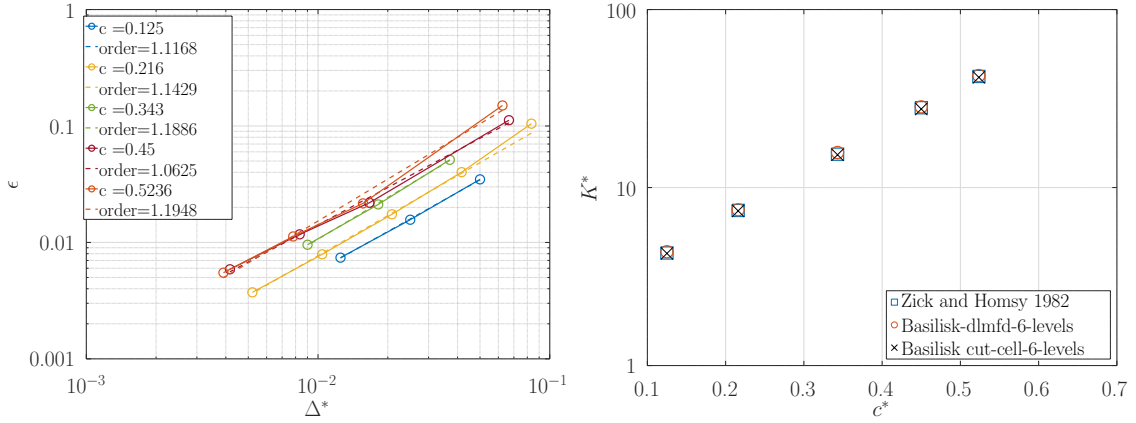 1
0.1
0.01
0.001
ϵ
10^{-3}
10^{-2}
10^{-1}
Δ*
c =0.125
order=1.1168
c =0.216
order=1.1429
c =0.343
order=1.1886
c =0.45
order=1.0625
c =0.5236
order=1.1948
100
10
1
K*
0.1 0.2 0.3 0.4 0.5 0.6 0.7
c*
Zick and Homsy 1982
Basilisk-dlmfd-6-levels
Basilisk cut-cell-6-levels